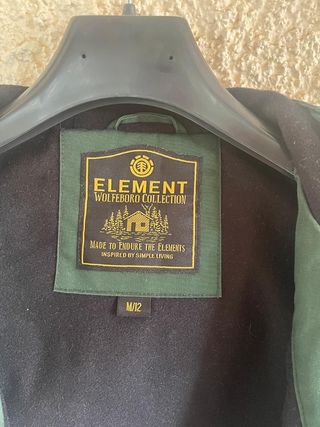 ELEMENT
WOLFEBORO COLLECTION
MADE TO ENDURE THE ELEMENTS
INSPIRED BY SIMPLE LIVING
M/12